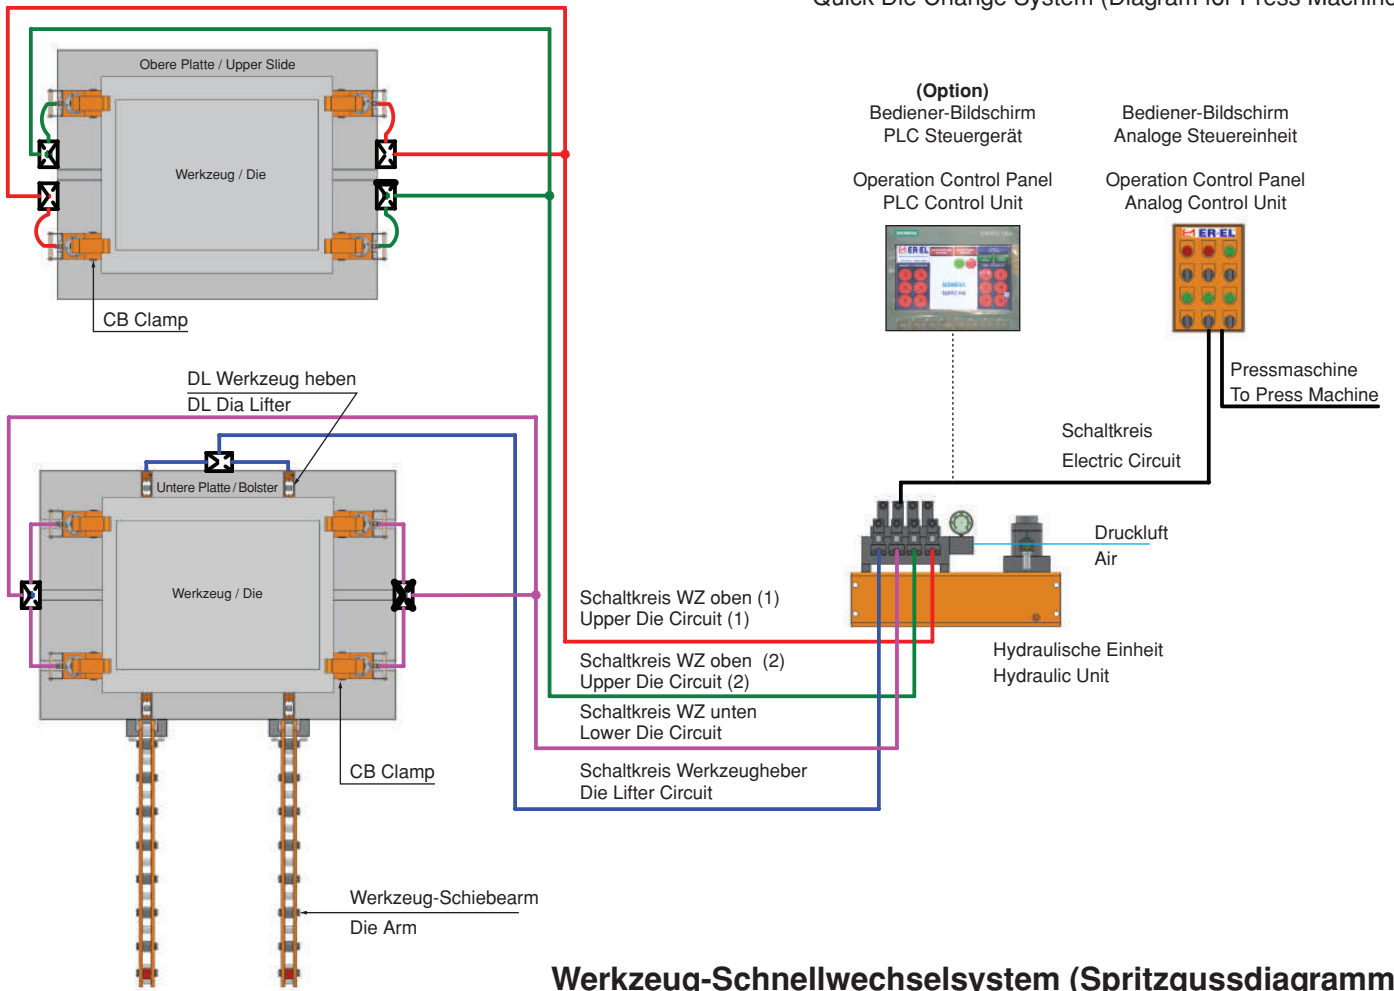 Quick Die Change System (Diagram for Press Machine
Obere Platte / Upper Slide
Werkzeug / Die
CB Clamp
(Option)
Bediener-Bildschirm
PLC Steuergerät
Operation Control Panel
PLC Control Unit
Bediener-Bildschirm
Analoge Steuereinheit
Operation Control Panel
Analog Control Unit
SIEMENS
ER-EL
SIEMENS
ER-EL
Pressmaschine
To Press Machine
Schaltkreis
Electric Circuit
DL Werkzeug heben
DL Dia Lifter
Untere Platte / Bolster
Werkzeug / Die
CB Clamp
Druckluft
Air
Schaltkreis WZ oben (1)
Upper Die Circuit (1)
Schaltkreis WZ oben (2)
Upper Die Circuit (2)
Schaltkreis WZ unten
Lower Die Circuit
Schaltkreis Werkzeugheber
Die Lifter Circuit
Hydraulische Einheit
Hydraulic Unit
Werkzeug-Schiebearm
Die Arm
Werkzeug-Schnellwechselsystem (Spritzgussdiagramm